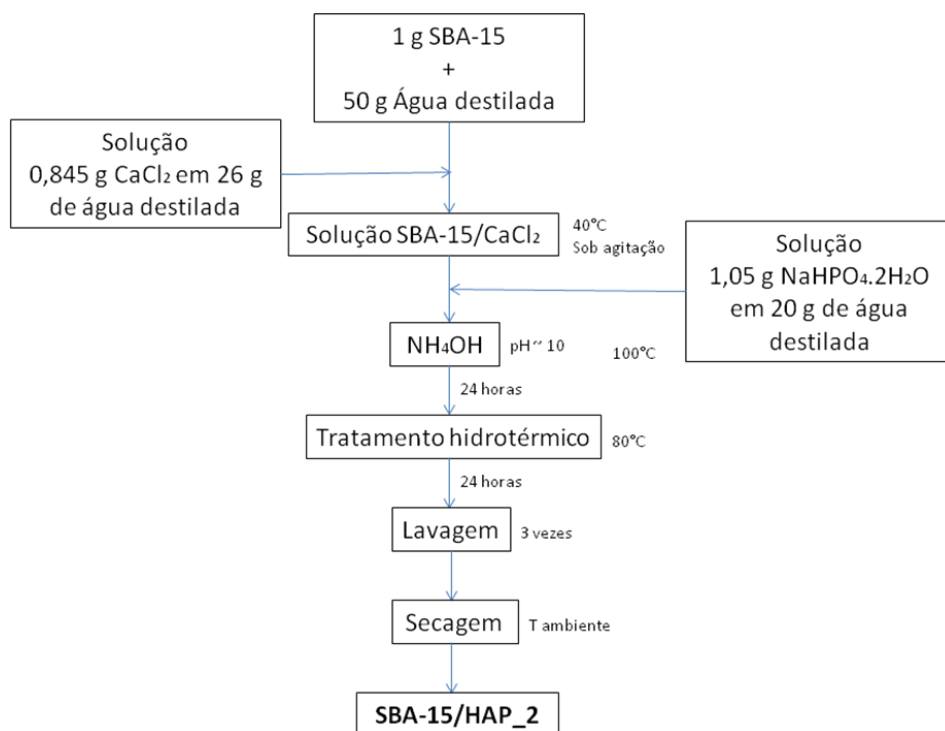 1 g SBA-15
+
50 g Água destilada
Solução
0,845 g CaCl₂ em 26 g
de água destilada
Solução SBA-15/CaCl₂
40°C
Sob agitação
Solução
1,05 g NaHPO₄.2H₂O
em 20 g de água
destilada
NH₄OH
pH~ 10
100°C
24 horas
Tratamento hidrotérmico
80°C
24 horas
Lavagem
3 vezes
Secagem
T ambiente
SBA-15/HAP_2